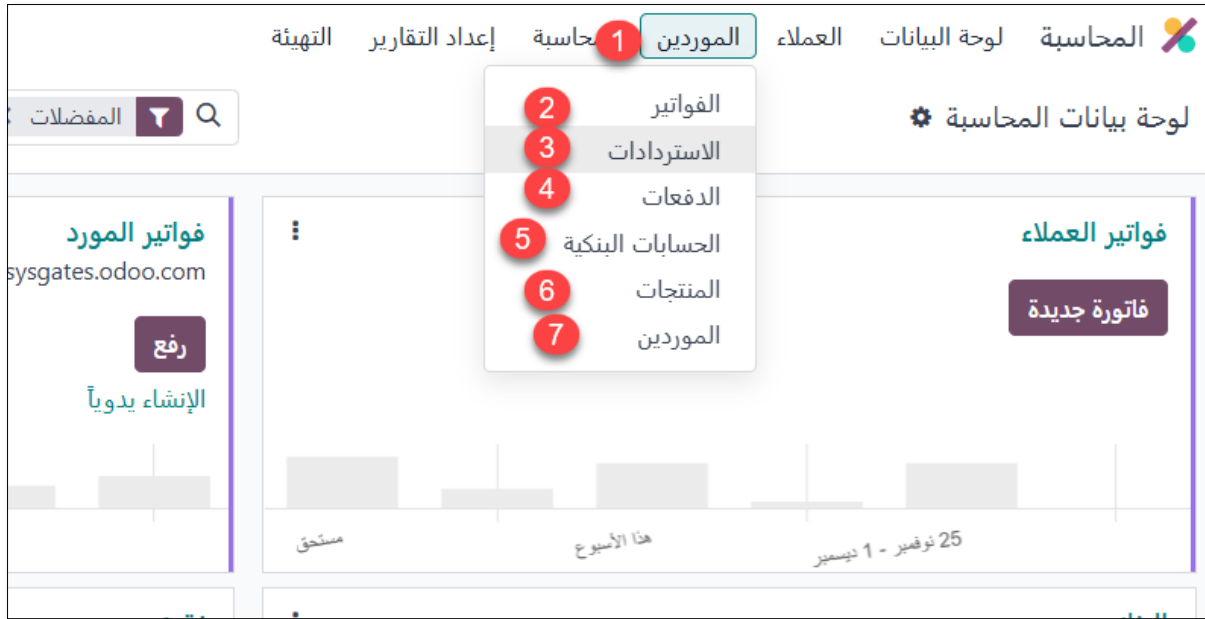 المحاسبة لوحة البيانات العملاء الموردين 1 حاسبة إعداد التقارير التهيئة
لوحة بيانات المحاسبة
المفضلات
الفواتير 2
الاستردادات 3
الدفعات 4
الحسابات البنكية 5
المنتجات 6
الموردين 7
فواتير العملاء
فاتورة جديدة
25 نوفمبر - 1 ديسمبر
هذا الأسبوع
مستحق
فواتير المورد
sysgates.odoo.com
رفع
الإنشاء يدوياً